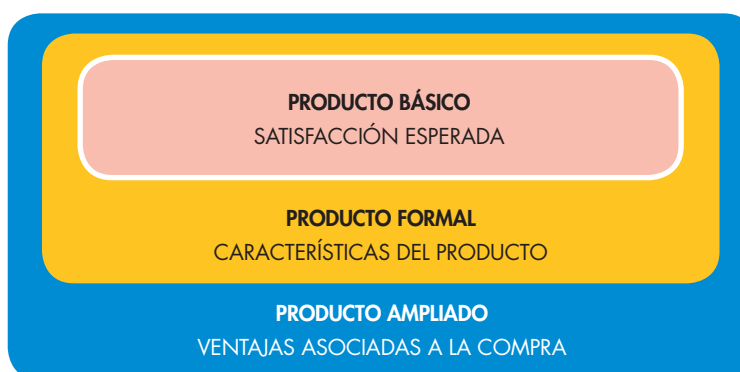 PRODUCTO BÁSICO
SATISFACCIÓN ESPERADA
PRODUCTO FORMAL
CARACTERÍSTICAS DEL PRODUCTO
PRODUCTO AMPLIADO
VENTAJAS ASOCIADAS A LA COMPRA